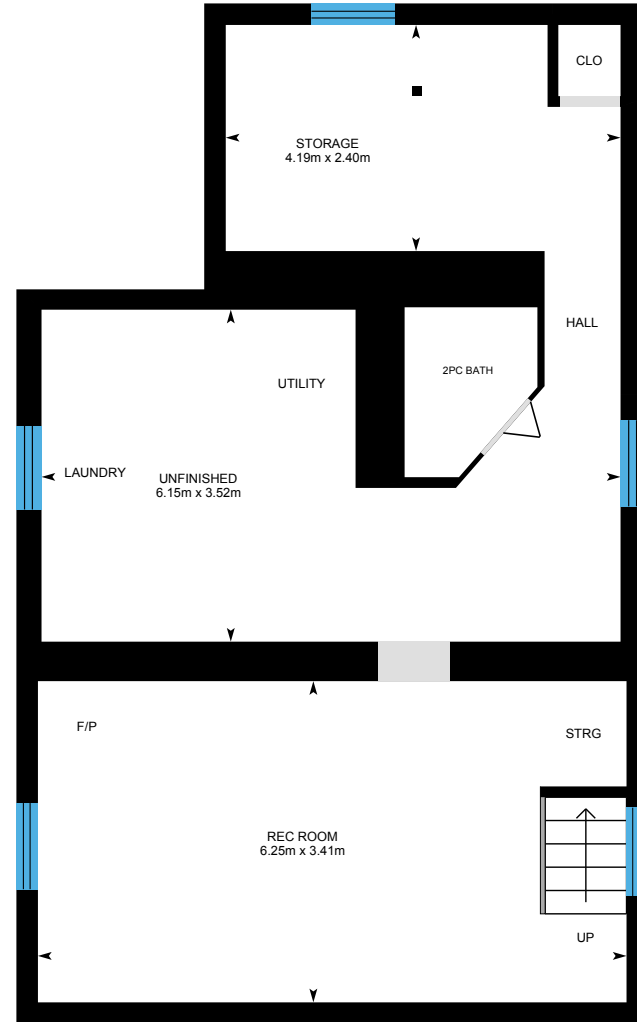 CLO
STORAGE
4.19m x 2.40m
HALL
2PC BATH
UTILITY
LAUNDRY
UNFINISHED
6.15m x 3.52m
F/P
STRG
REC ROOM
6.25m x 3.41m
UP